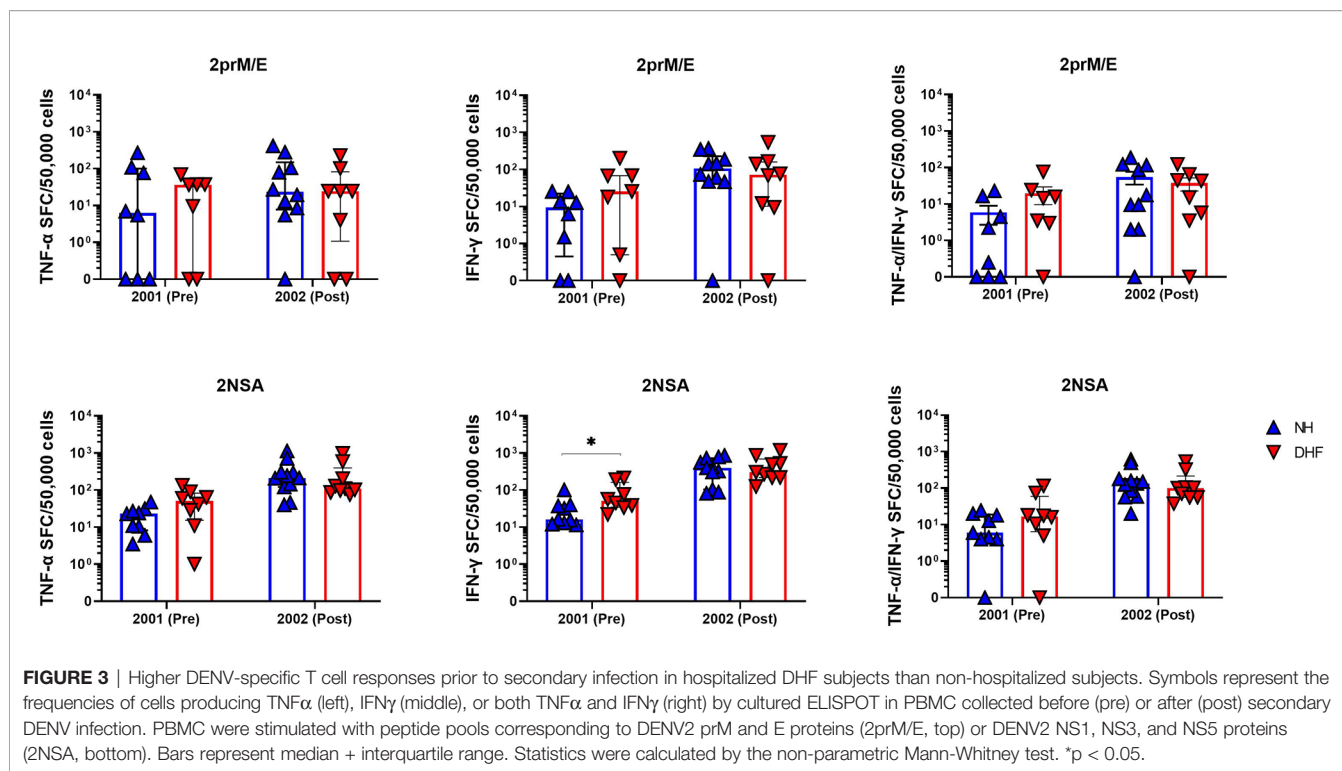 2prM/E
TNF-α SFC/50,000 cells
10⁴
10³
10²
10¹
10⁰
0
2001 (Pre)
2002 (Post)
2prM/E
IFN-γ SFC/50,000 cells
10⁴
10³
10²
10¹
10⁰
0
2001 (Pre)
2002 (Post)
2prM/E
TNF-α/IFN-γ SFC/50,000 cells
10⁴
10³
10²
10¹
10⁰
0
2001 (Pre)
2002 (Post)
2NSA
TNF-α SFC/50,000 cells
10⁵
10⁴
10³
10²
10¹
10⁰
0
2001 (Pre)
2002 (Post)
2NSA
IFN-γ SFC/50,000 cells
10⁵
10⁴
10³
10²
10¹
10⁰
0
*
2001 (Pre)
2002 (Post)
2NSA
TNF-α/IFN-γ SFC/50,000 cells
10⁵
10⁴
10³
10²
10¹
10⁰
0
2001 (Pre)
2002 (Post)
NH
DHF
FIGURE 3 | Higher DENV-specific T cell responses prior to secondary infection in hospitalized DHF subjects than non-hospitalized subjects. Symbols represent the
frequencies of cells producing TNFα (left), IFNγ (middle), or both TNFα and IFNγ (right) by cultured ELISPOT in PBMC collected before (pre) or after (post) secondary
DENV infection. PBMC were stimulated with peptide pools corresponding to DENV2 prM and E proteins (2prM/E, top) or DENV2 NS1, NS3, and NS5 proteins
(2NSA, bottom). Bars represent median + interquartile range. Statistics were calculated by the non-parametric Mann-Whitney test. *p < 0.05.